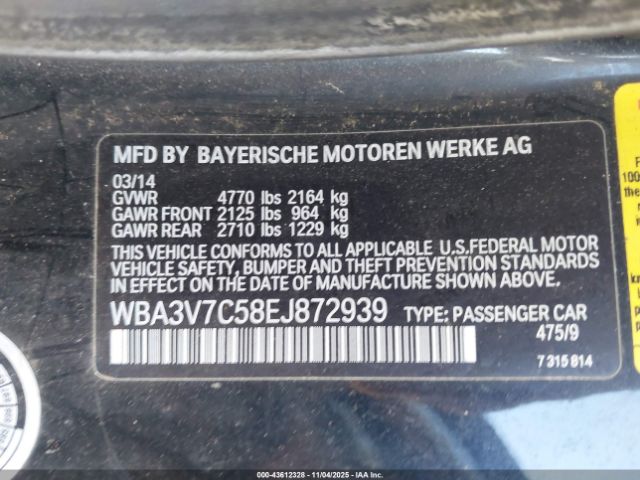 MFD BY BAYERISCHE MOTOREN WERKE AG
03/14
GVWR 4770 lbs 2164 kg
GAWR FRONT 2125 lbs 964 kg
GAWR REAR 2710 lbs 1229 kg
THIS VEHICLE CONFORMS TO ALL APPLICABLE U.S.FEDERAL MOTOR
VEHICLE SAFETY, BUMPER AND THEFT PREVENTION STANDARDS
IN EFFECT ON THE DATE OF MANUFACTURE SHOWN ABOVE.
WBA3V7C58EJ872939 TYPE: PASSENGER CAR
475/9
7 315 814
000-43612328 - 11/04/2025 - IAAI, Inc.